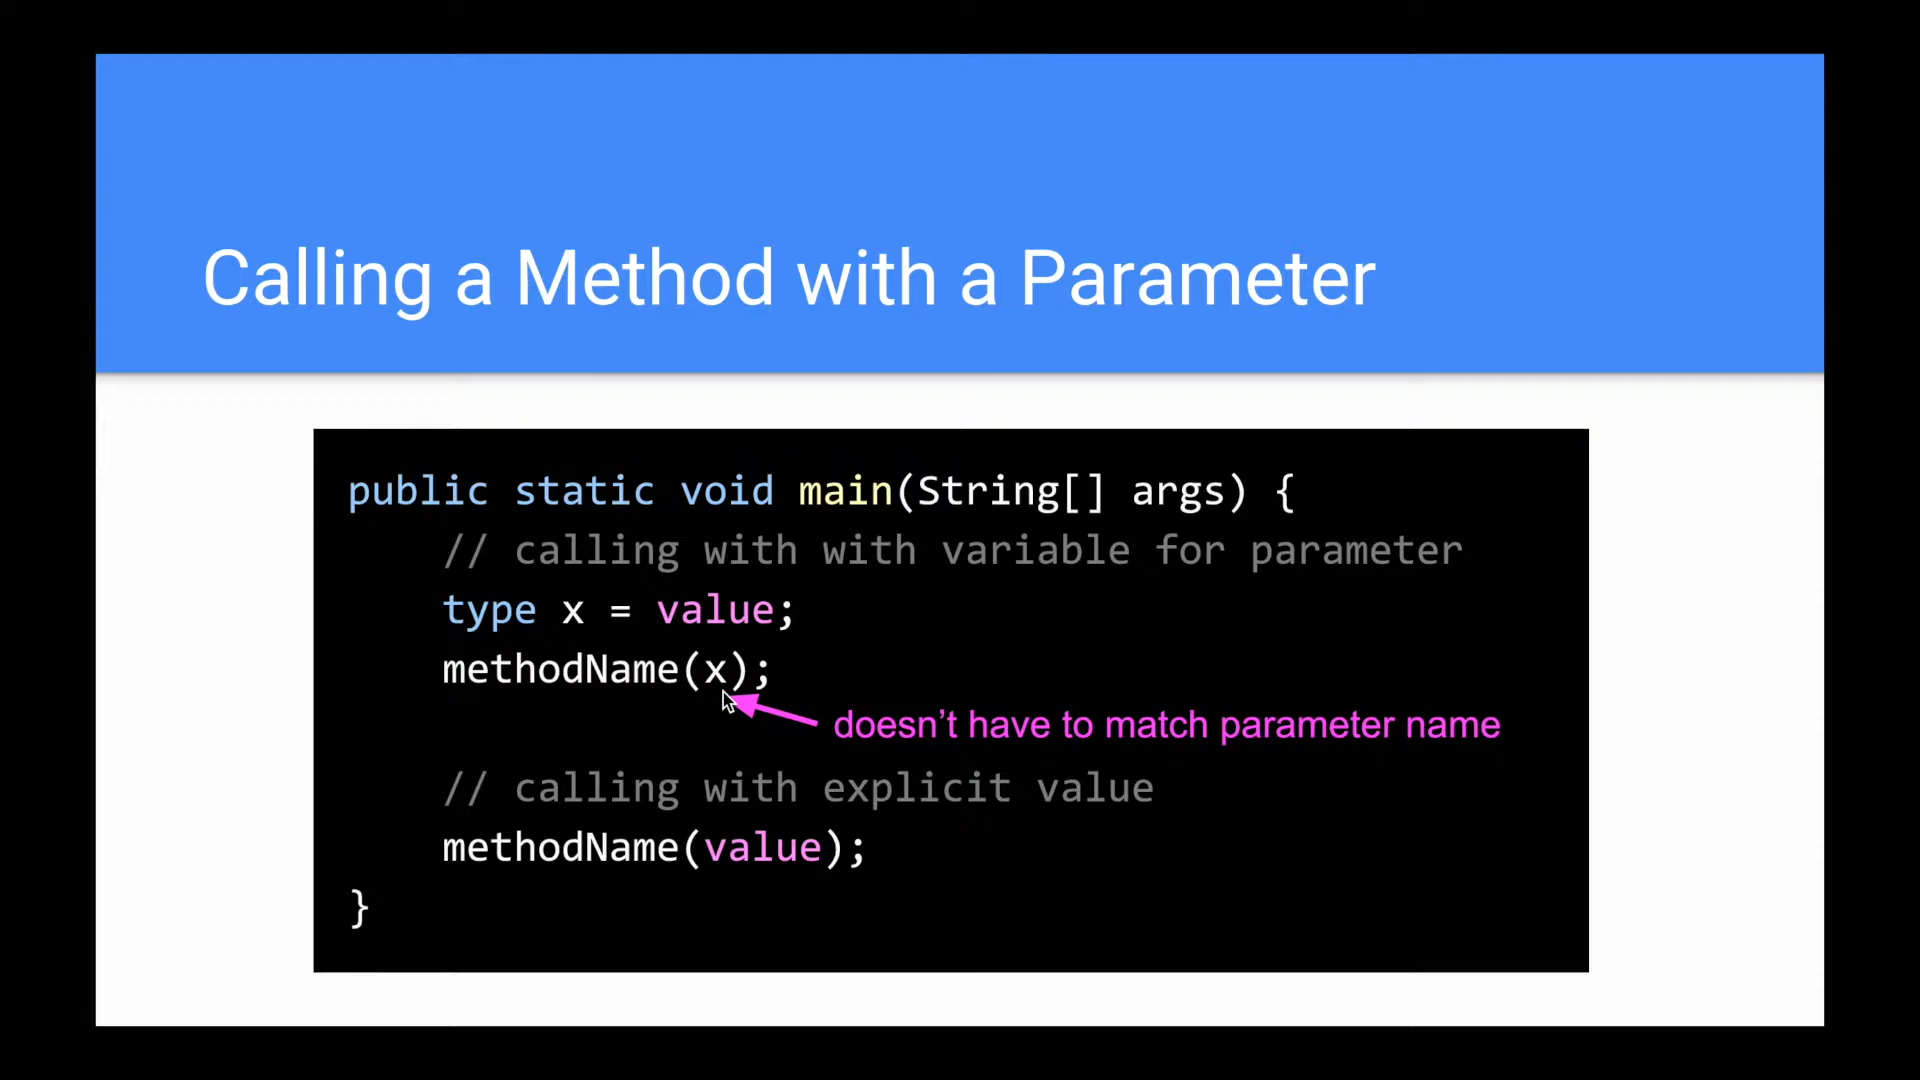 Calling a Method with a Parameter
public static void main(String[] args) {
// calling with with variable for parameter
type x = value;
methodName(x);
doesn’t have to match parameter name
// calling with explicit value
methodName(value);
}